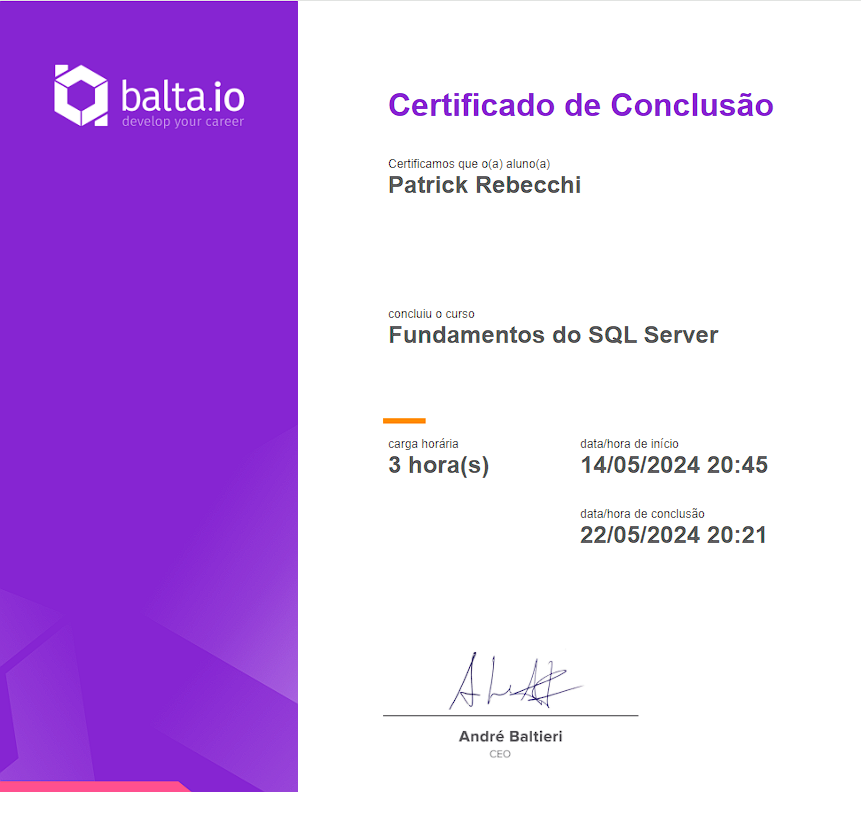 balta.io
develop your career
Certificado de Conclusão
Certificamos que o(a) aluno(a)
Patrick Rebecchi
concluiu o curso
Fundamentos do SQL Server
carga horária
3 hora(s)
data/hora de início
14/05/2024 20:45
data/hora de conclusão
22/05/2024 20:21
André Baltieri
CEO